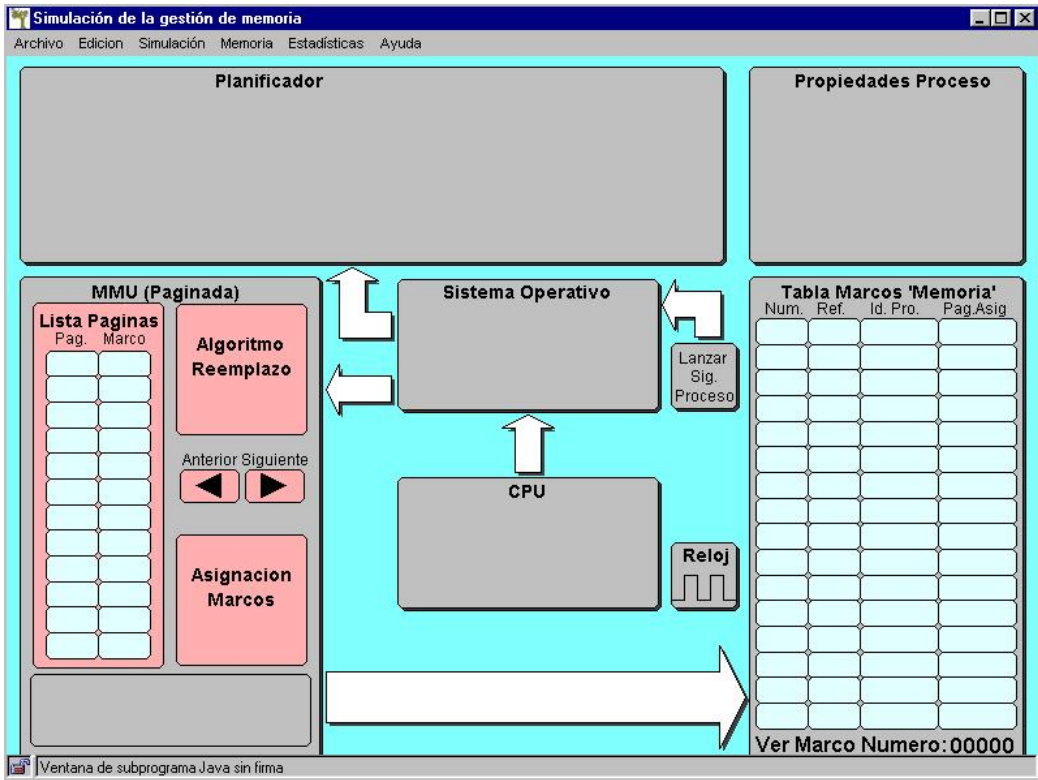 Simulación de la gestión de memoria
Archivo Edicion Simulación Memoria Estadísticas Ayuda
Planificador
Propiedades Proceso
MMU (Paginada)
Lista Paginas
Pag. Marco
Algoritmo
Reemplazo
Anterior Siguiente
Asignacion
Marcos
Sistema Operativo
Lanzar
Sig.
Proceso
CPU
Reloj
Tabla Marcos 'Memoria'
Num. Ref. Id. Pro. Pag.Asig
Ver Marco Numero: 00000
Ventana de subprograma Java sin firma